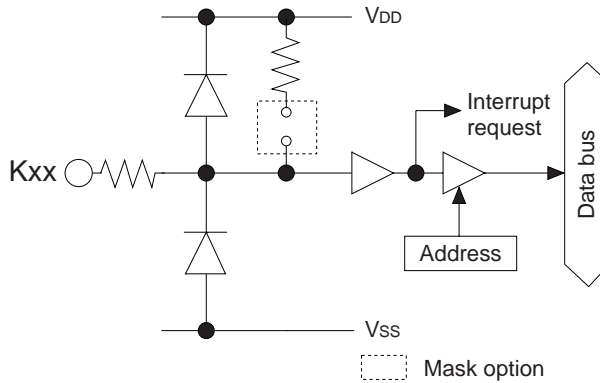 VDD
Interrupt
request
Kxx
Data bus
Address
VSS
Mask option